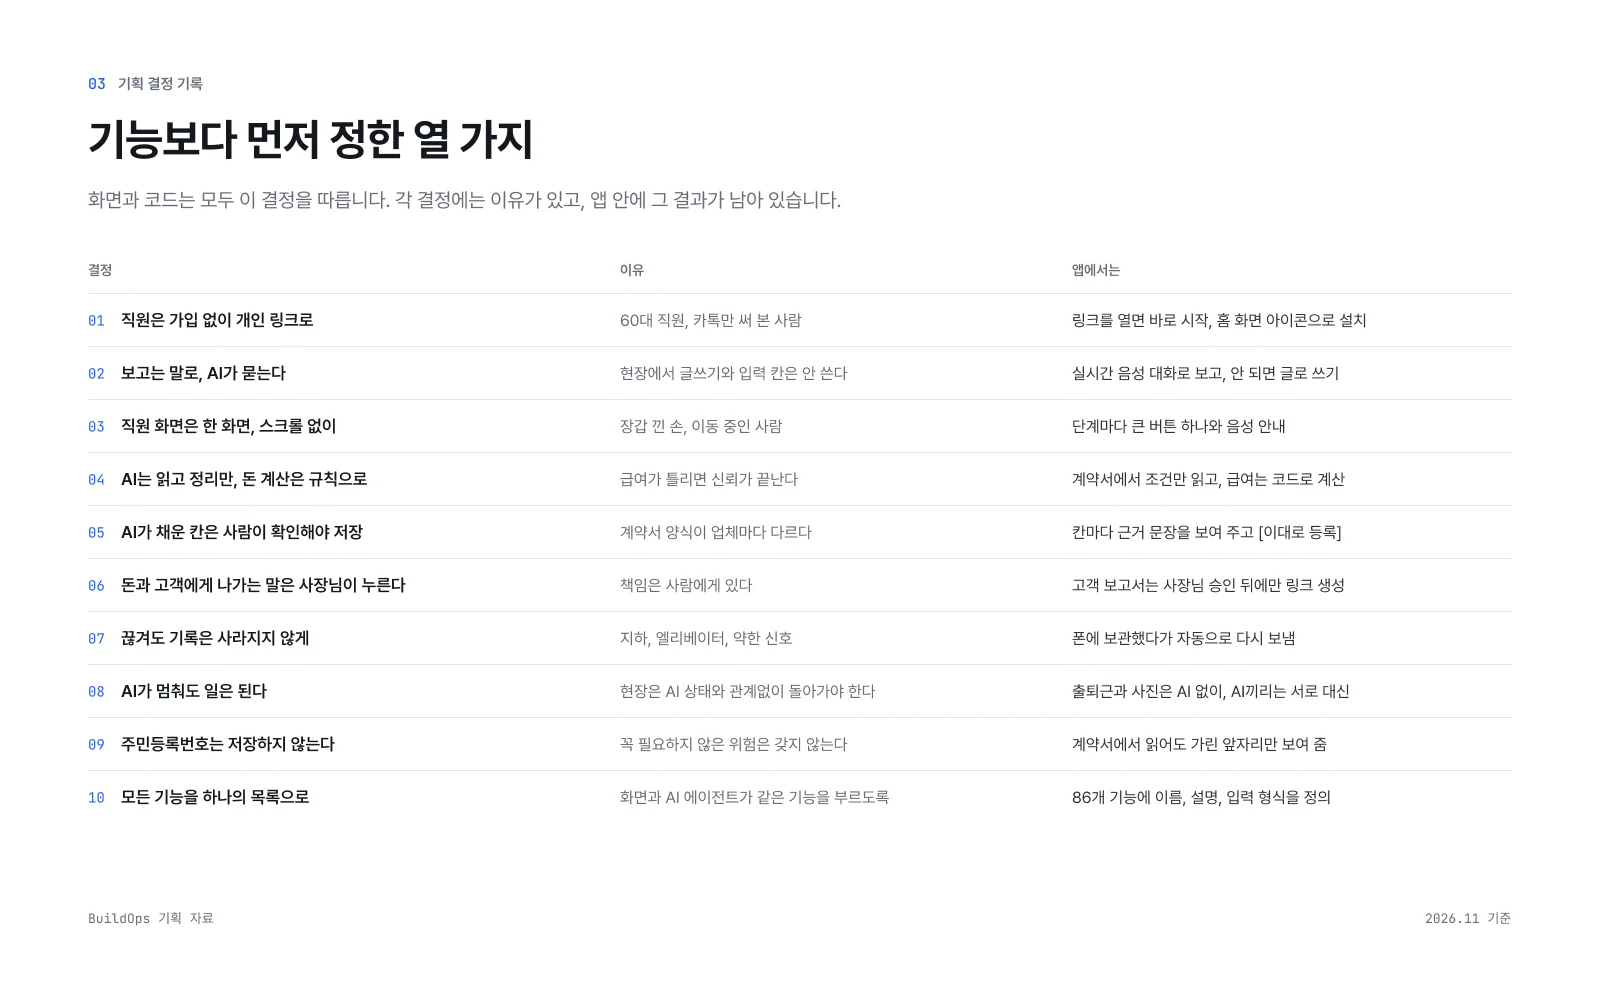 03 기획 결정 기록
기능보다 먼저 정한 열 가지
화면과 코드는 모두 이 결정을 따릅니다. 각 결정에는 이유가 있고, 앱 안에 그 결과가 남아 있습니다.
결정 이유 앱에서는
01 직원은 가입 없이 개인 링크로 60대 직원, 카톡만 써 본 사람 링크를 열면 바로 시작, 홈 화면 아이콘으로 설치
02 보고는 말로, AI가 묻는다 현장에서 글쓰기와 입력 칸은 안 쓴다 실시간 음성 대화로 보고, 안 되면 글로 쓰기
03 직원 화면은 한 화면, 스크롤 없이 장갑 낀 손, 이동 중인 사람 단계마다 큰 버튼 하나와 음성 안내
04 AI는 읽고 정리만, 돈 계산은 규칙으로 급여가 틀리면 신뢰가 끝난다 계약서에서 조건만 읽고, 급여는 코드로 계산
05 AI가 채운 칸은 사람이 확인해야 저장 계약서 양식이 업체마다 다르다 칸마다 근거 문장을 보여 주고 [이대로 등록]
06 돈과 고객에게 나가는 말은 사장님이 누른다 책임은 사람에게 있다 고객 보고서는 사장님 승인 뒤에만 링크 생성
07 끊겨도 기록은 사라지지 않게 지하, 엘리베이터, 약한 신호 폰에 보관했다가 자동으로 다시 보냄
08 AI가 멈춰도 일은 된다 현장은 AI 상태와 관계없이 돌아가야 한다 출퇴근과 사진은 AI 없이, AI끼리는 서로 대신
09 주민등록번호는 저장하지 않는다 꼭 필요하지 않은 위험은 갖지 않는다 계약서에서 읽어도 가린 앞자리만 보여 줌
10 모든 기능을 하나의 목록으로 화면과 AI 에이전트가 같은 기능을 부르도록 86개 기능에 이름, 설명, 입력 형식을 정의
BuildOps 기획 자료 2026.11 기준